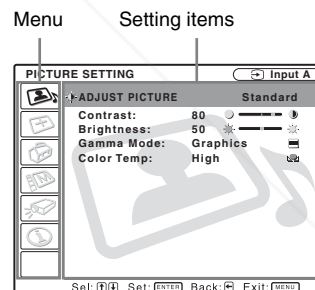 Menu Setting items
PICTURE SETTING Input A
ADJUST PICTURE Standard
Contrast: 80
Brightness: 50
Gamma Mode: Graphics
Color Temp: High
Sel: Set: ENTER Back: Exit: MENU